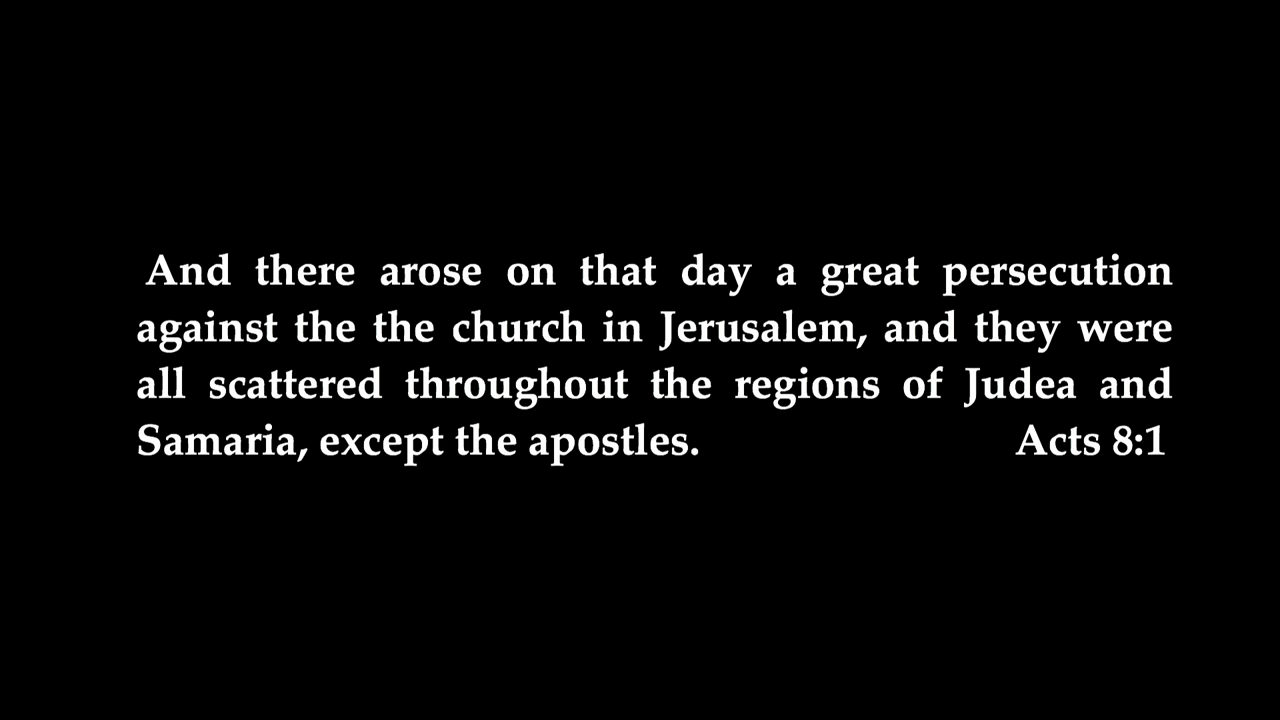 And there arose on that day a great persecution
against the the church in Jerusalem, and they were
all scattered throughout the regions of Judea and
Samaria, except the apostles. Acts 8:1